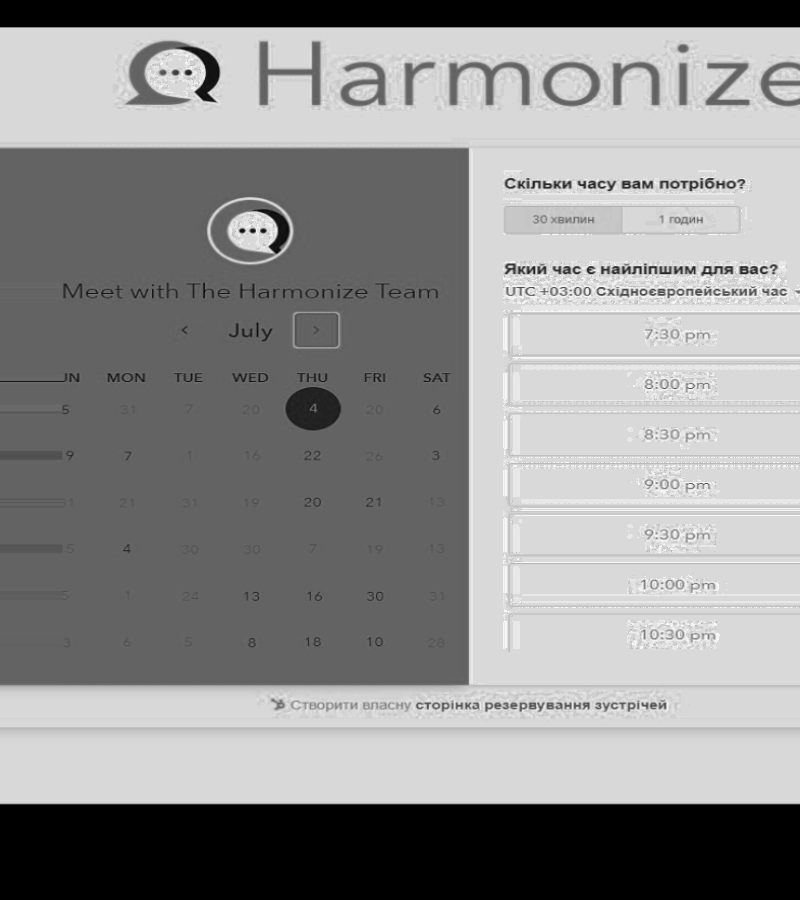 Harmonize
Meet with The Harmonize Team
‹ July ›
UN MON TUE WED THU FRI SAT
5 31 7 20 4 20 6
9 7 1 16 22 26 3
31 21 31 19 20 21 13
5 4 30 30 7 19 13
5 1 24 13 16 30 31
3 6 5 8 18 10 28
Скільки часу вам потрібно?
30 хвилин 1 годин
Який час є найліпшим для вас?
UTC +03:00 Східноєвропейський час
7:30 pm
8:00 pm
8:30 pm
9:00 pm
9:30 pm
10:00 pm
10:30 pm
Створити власну сторінка резервування зустрічей